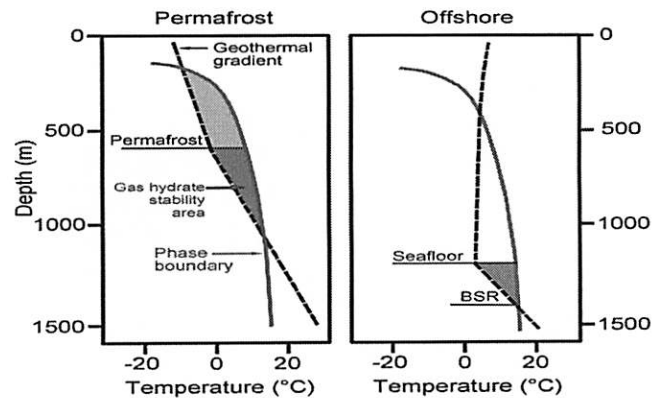 Permafrost
Offshore
0
500
1000
1500
Depth (m)
Geothermal
gradient
Permafrost
Gas hydrate
stability
area
Phase
boundary
-20 0 20
Temperature (°C)
0
500
1000
1500
Seafloor
BSR
-20 0 20
Temperature (°C)